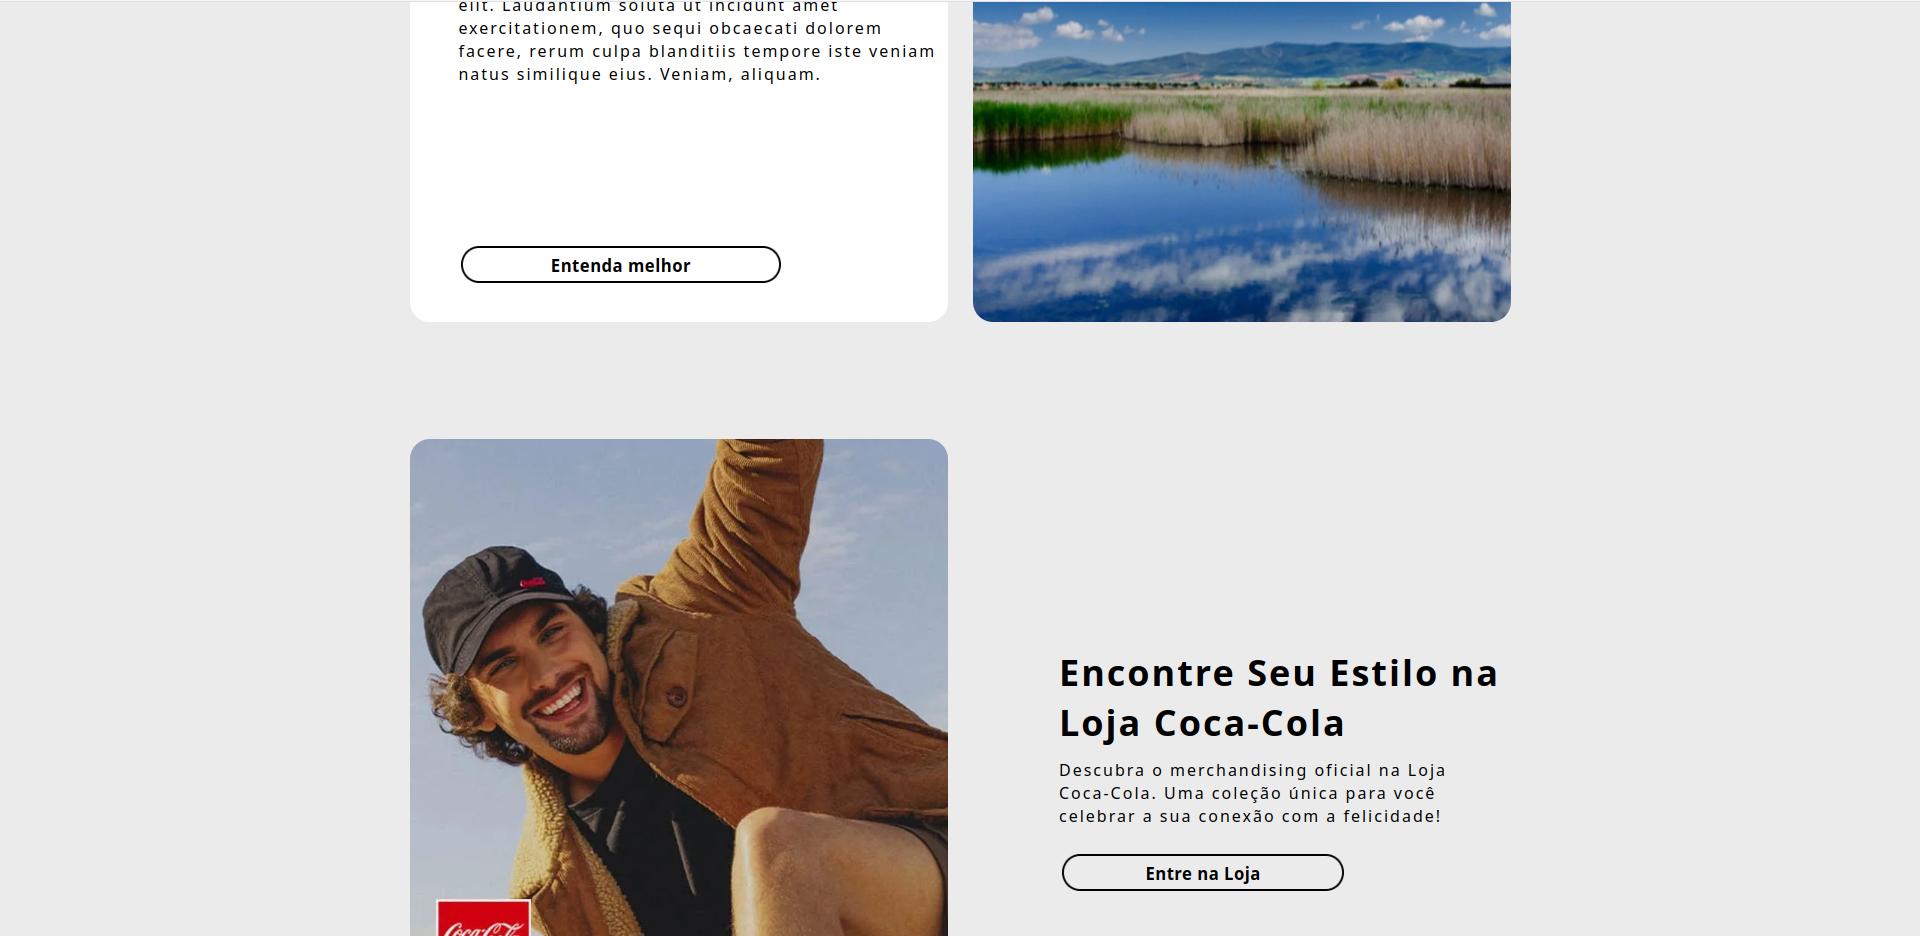 elit. Laudantium soluta ut incidunt amet
exercitationem, quo sequi obcaecati dolorem
facere, rerum culpa blanditiis tempore iste veniam
natus similique eius. Veniam, aliquam.
Entenda melhor
Encontre Seu Estilo na
Loja Coca-Cola
Descubra o merchandising oficial na Loja
Coca-Cola. Uma coleção única para você
celebrar a sua conexão com a felicidade!
Entre na Loja
Coca-Cola